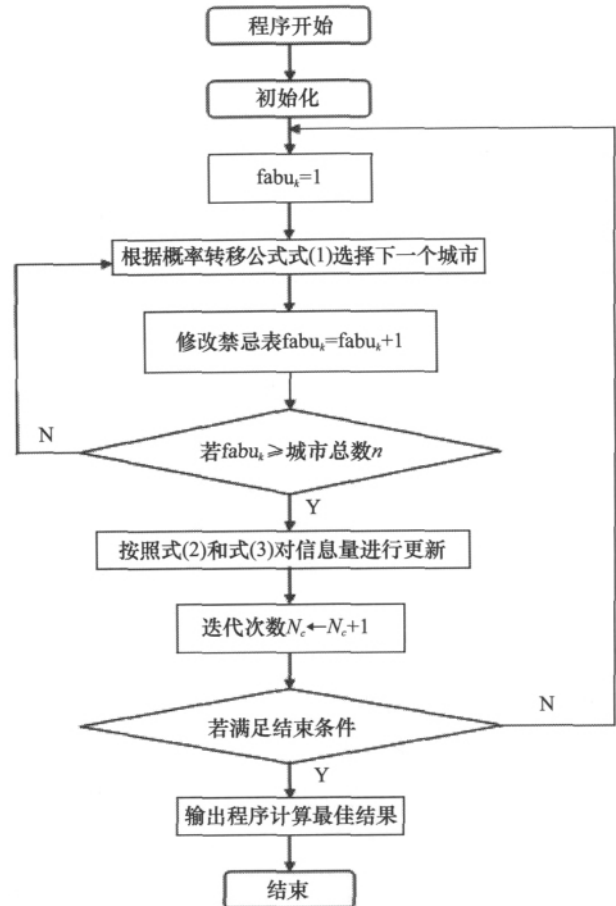 程序开始
初始化
fabuₖ=1
根据概率转移公式式(1)选择下一个城市
修改禁忌表fabuₖ=fabuₖ+1
N
若fabuₖ⩾城市总数n
Y
按照式(2)和式(3)对信息量进行更新
迭代次数N_c←N_c+1
N
若满足结束条件
Y
输出程序计算最佳结果
结束